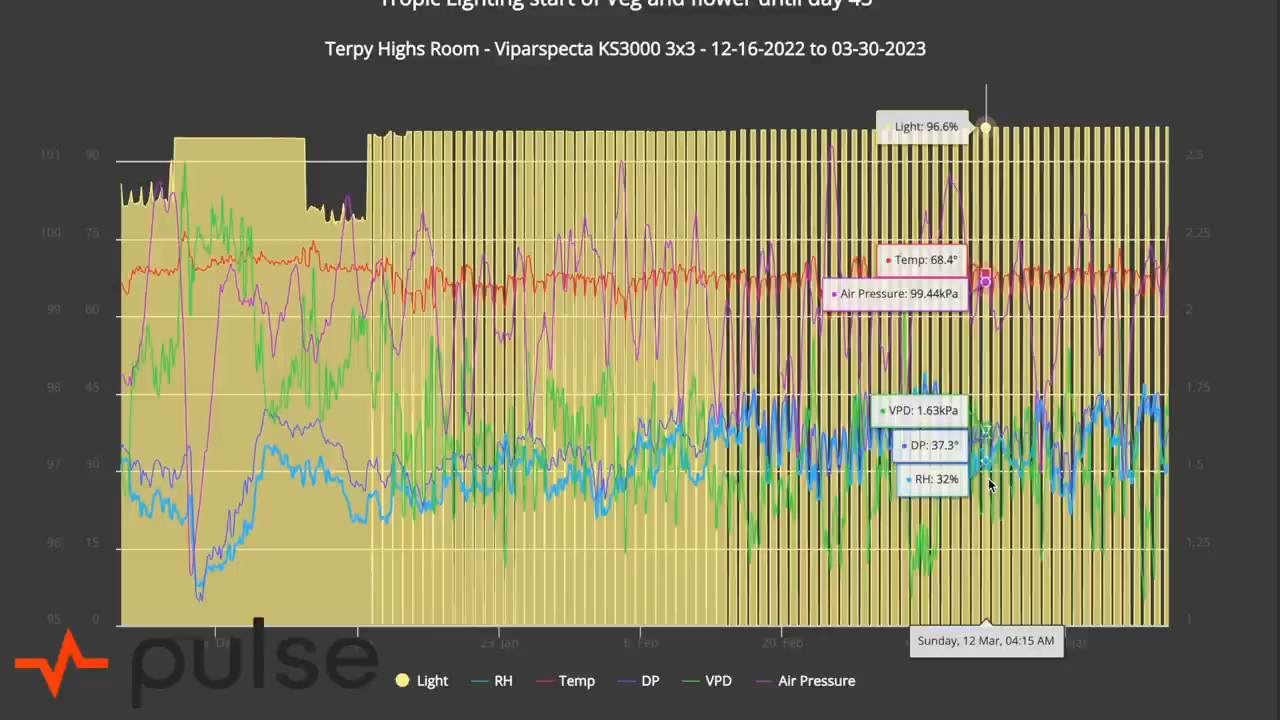 Tropic Lighting start of Veg and flower until day 45
Terpy Highs Room - Viparspecta KS3000 3x3 - 12-16-2022 to 03-30-2023
Light: 96.6%
101 90 2.5
100 75 2.25
Temp: 68.4°
Air Pressure: 99.44kPa
99 60 2
98 45 1.75
VPD: 1.63kPa
DP: 37.3°
97 30 1.5
RH: 32%
96 15 1.25
95 0 1
23. Jan 6. Feb 20. Feb
Sunday, 12 Mar, 04:15 AM
pulse
Light RH Temp DP VPD Air Pressure